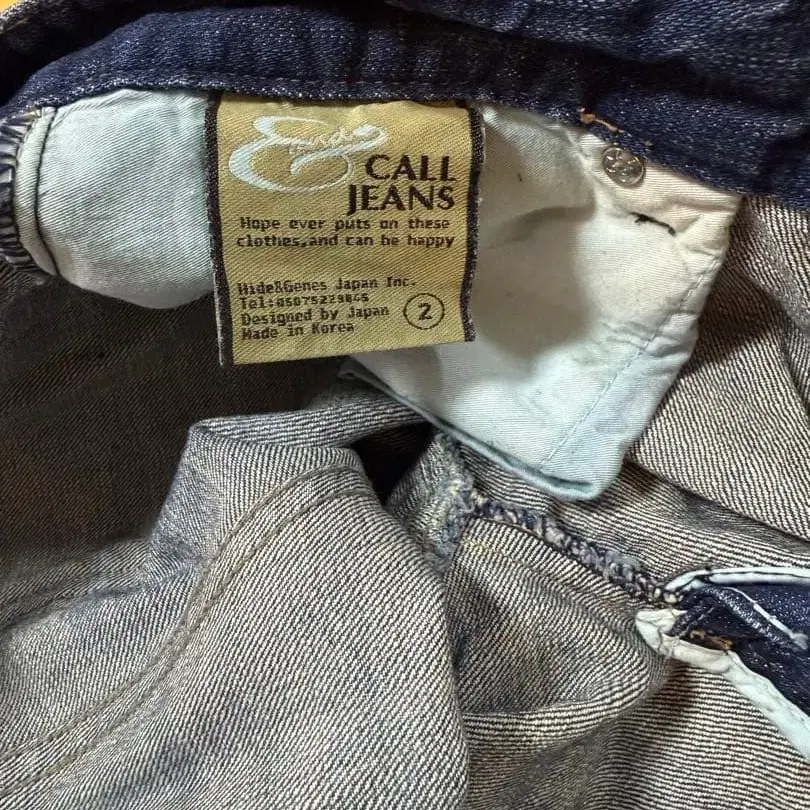 CALL
JEANS
Hope ever puts on these
clothes,and can be happy
Hide&Genes Japan Inc.
Tel:05075223845
Designed by Japan
Made in Korea
2